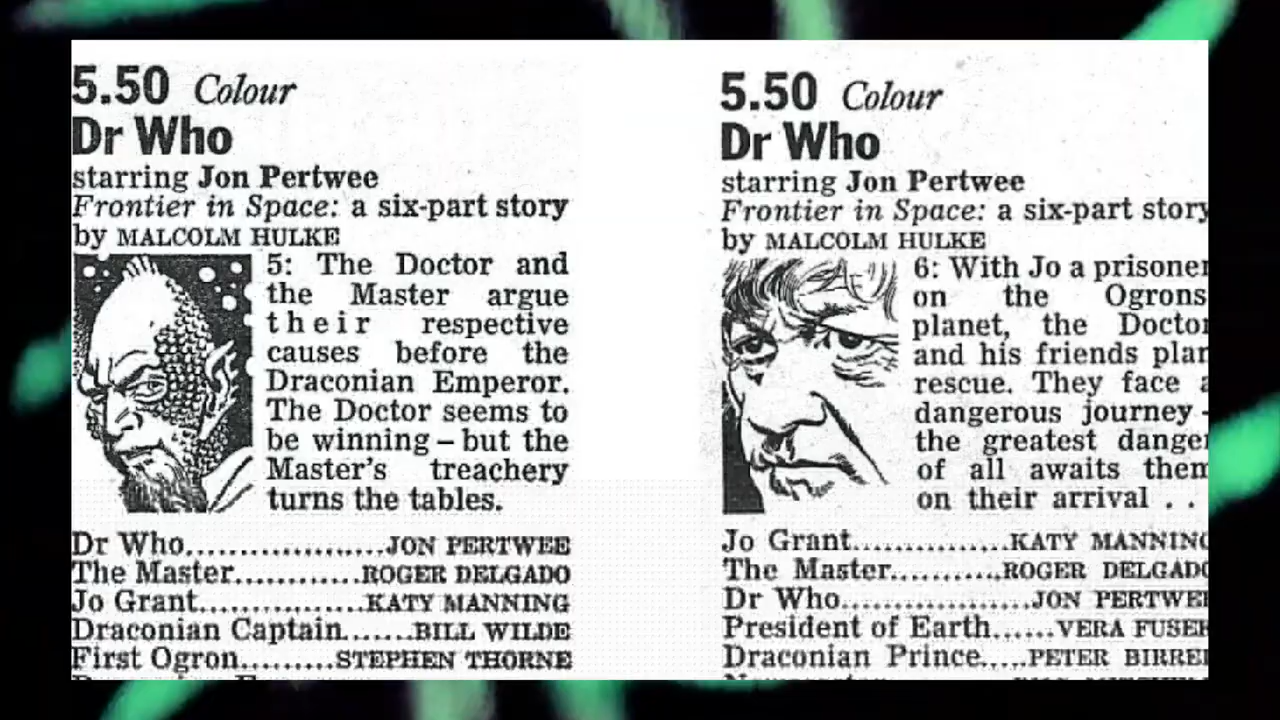 5.50 Colour
Dr Who
starring Jon Pertwee
Frontier in Space: a six-part story
by MALCOLM HULKE
5: The Doctor and
the Master argue
their respective
causes before the
Draconian Emperor.
The Doctor seems to
be winning – but the
Master's treachery
turns the tables.
Dr Who....................JON PERTWEE
The Master............ROGER DELGADO
Jo Grant................KATY MANNING
Draconian Captain.......BILL WILDE
First Ogron.........STEPHEN THORNE
5.50 Colour
Dr Who
starring Jon Pertwee
Frontier in Space: a six-part story
by MALCOLM HULKE
6: With Jo a prisoner
on the Ogrons
planet, the Doctor
and his friends plan
rescue. They face a
dangerous journey -
the greatest danger
of all awaits them
on their arrival . .
Jo Grant...............KATY MANNING
The Master...........ROGER DELGADO
Dr Who..................JON PERTWEE
President of Earth......VERA FUSEK
Draconian Prince.....PETER BIRREL